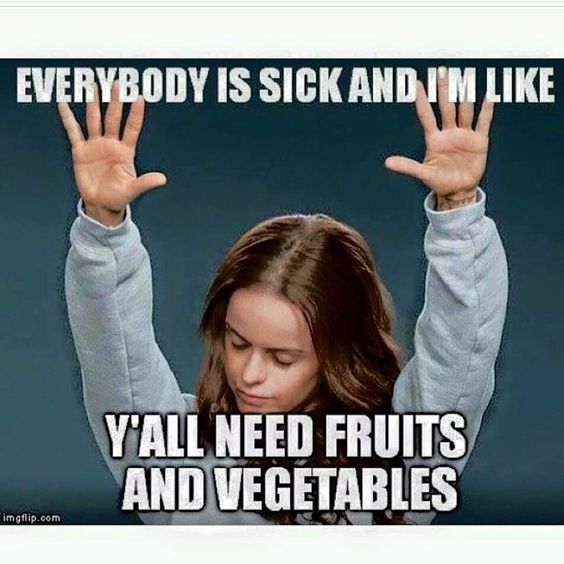 EVERYBODY IS SICK AND I'M LIKE
Y'ALL NEED FRUITS
AND VEGETABLES
imgflip.com